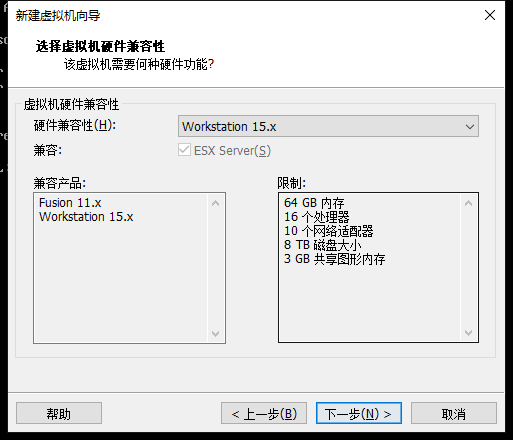 新建虚拟机向导
选择虚拟机硬件兼容性
该虚拟机需要何种硬件功能?
虚拟机硬件兼容性
硬件兼容性(H):
Workstation 15.x
兼容:
ESX Server(S)
兼容产品:
Fusion 11.x
Workstation 15.x
限制:
64 GB 内存
16 个处理器
10 个网络适配器
8 TB 磁盘大小
3 GB 共享图形内存
帮助
< 上一步(B)
下一步(N) >
取消